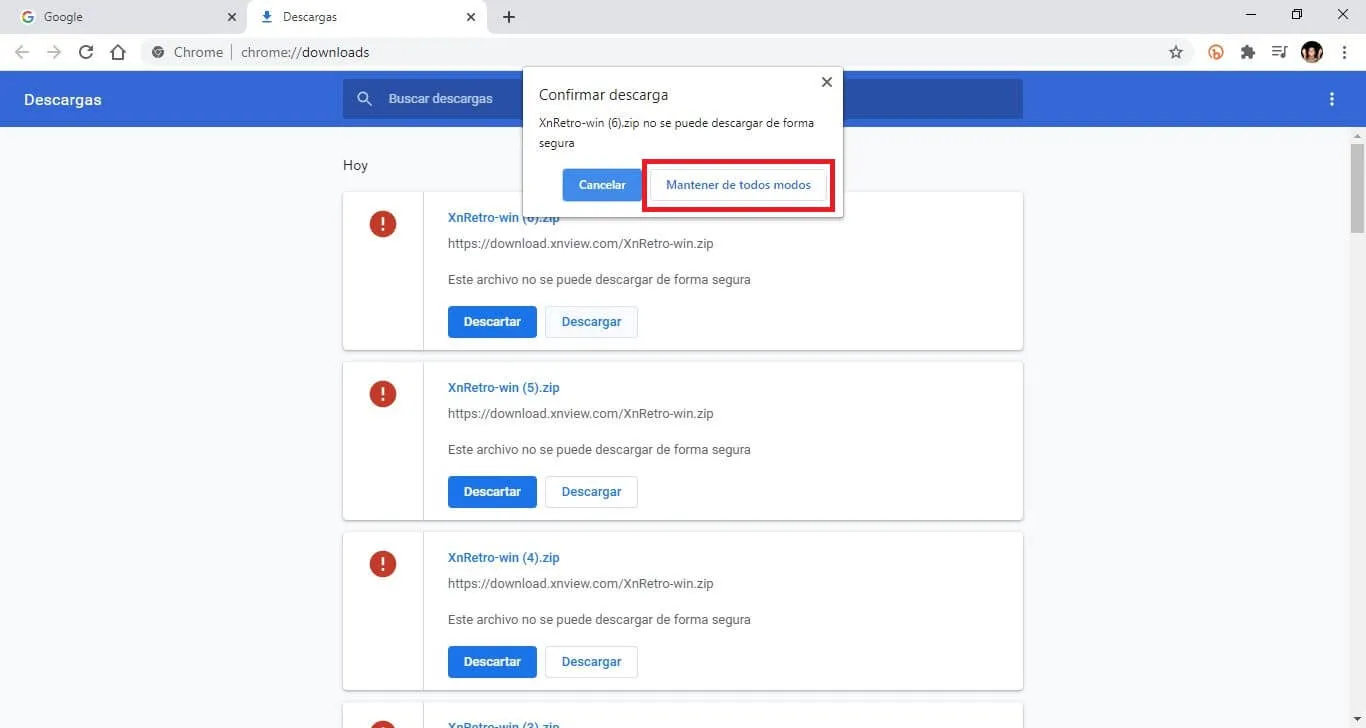 Google
Descargas
Chrome
chrome://downloads
Descargas
Buscar descargas
Confirmar descarga
XnRetro-win (6).zip no se puede descargar de forma
segura
Cancelar
Mantener de todos modos
Hoy
XnRetro-win (6).zip
https://download.xnview.com/XnRetro-win.zip
Este archivo no se puede descargar de forma segura
Descartar
Descargar
XnRetro-win (5).zip
https://download.xnview.com/XnRetro-win.zip
Este archivo no se puede descargar de forma segura
Descartar
Descargar
XnRetro-win (4).zip
https://download.xnview.com/XnRetro-win.zip
Este archivo no se puede descargar de forma segura
Descartar
Descargar
XnRetro-win (3).zip